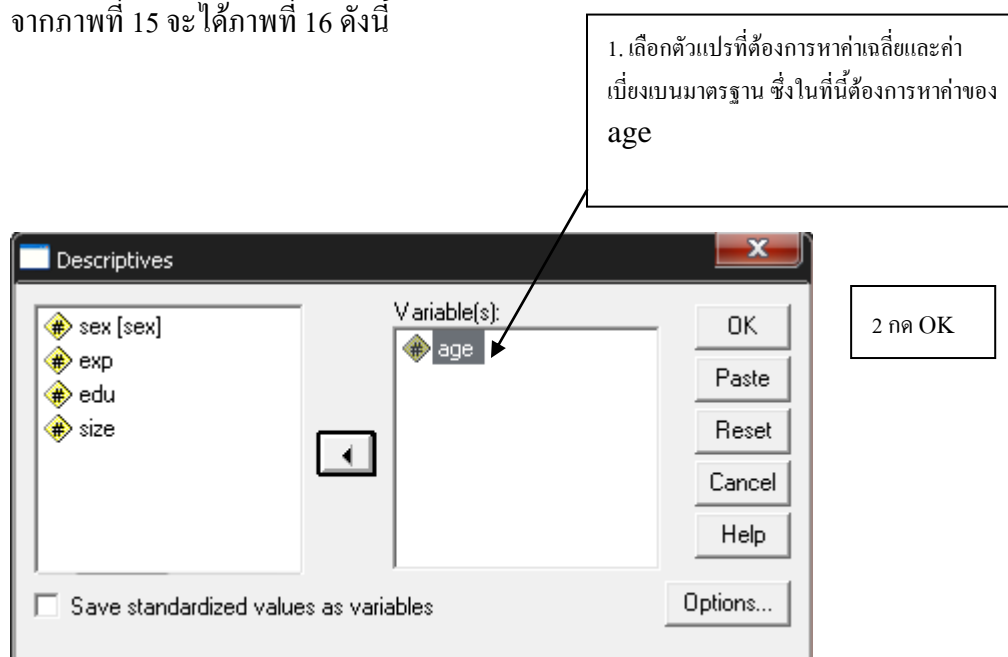 จากภาพที่ 15 จะได้ภาพที่ 16 ดังนี้
1. เลือกตัวแปรที่ต้องการหาค่าเฉลี่ยและค่า
เบี่ยงเบนมาตรฐาน ซึ่งในที่นี้ต้องการหาค่าของ
age
Descriptives
sex [sex]
exp
edu
size
Variable(s):
age
OK
Paste
Reset
Cancel
Help
2 กด OK
Save standardized values as variables
Options...